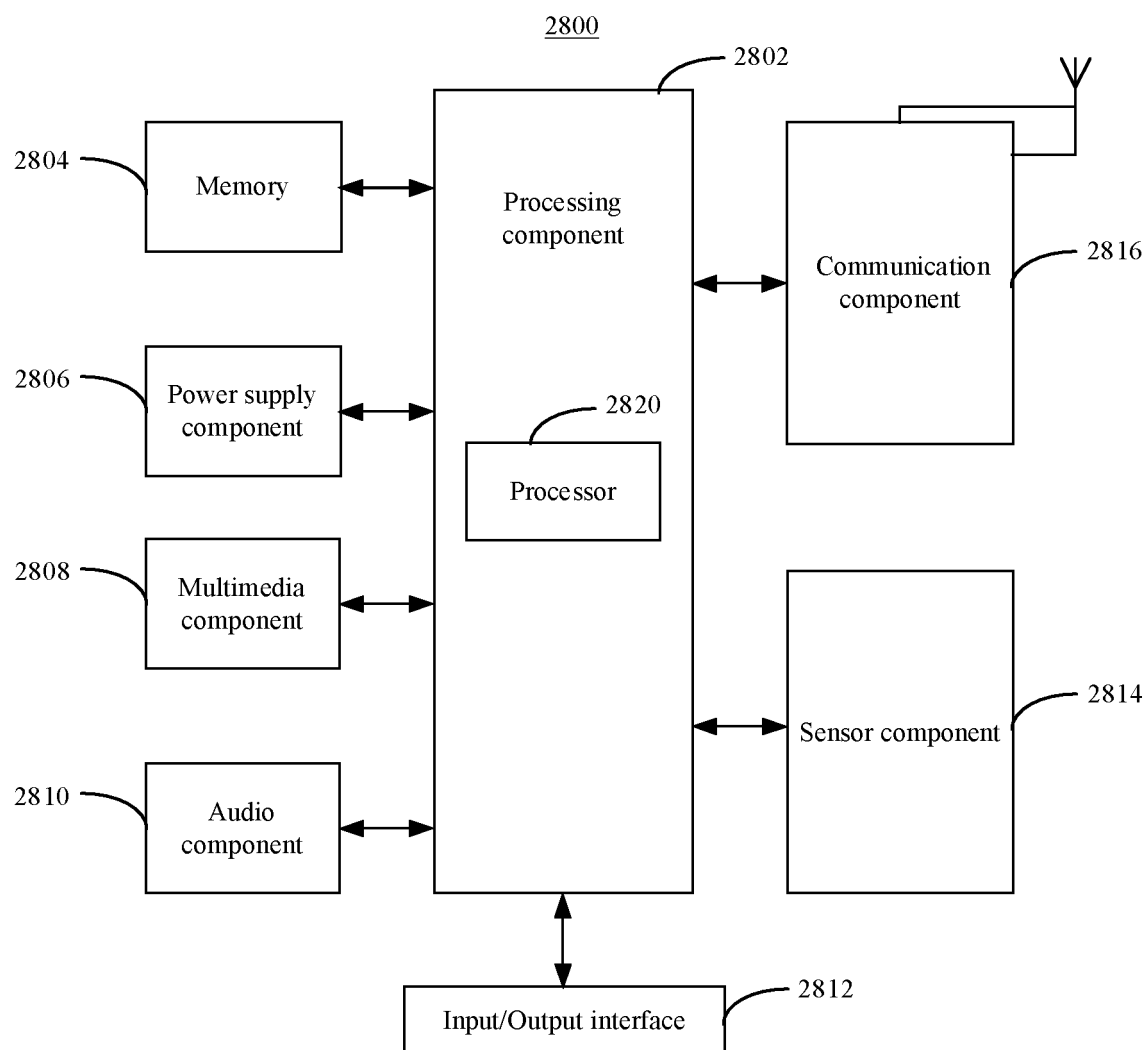 2800
2802
2804
Memory
Processing
component
Communication
component
2816
2806
Power supply
component
2820
Processor
2808
Multimedia
component
2814
Sensor component
2810
Audio
component
2812
Input/Output interface